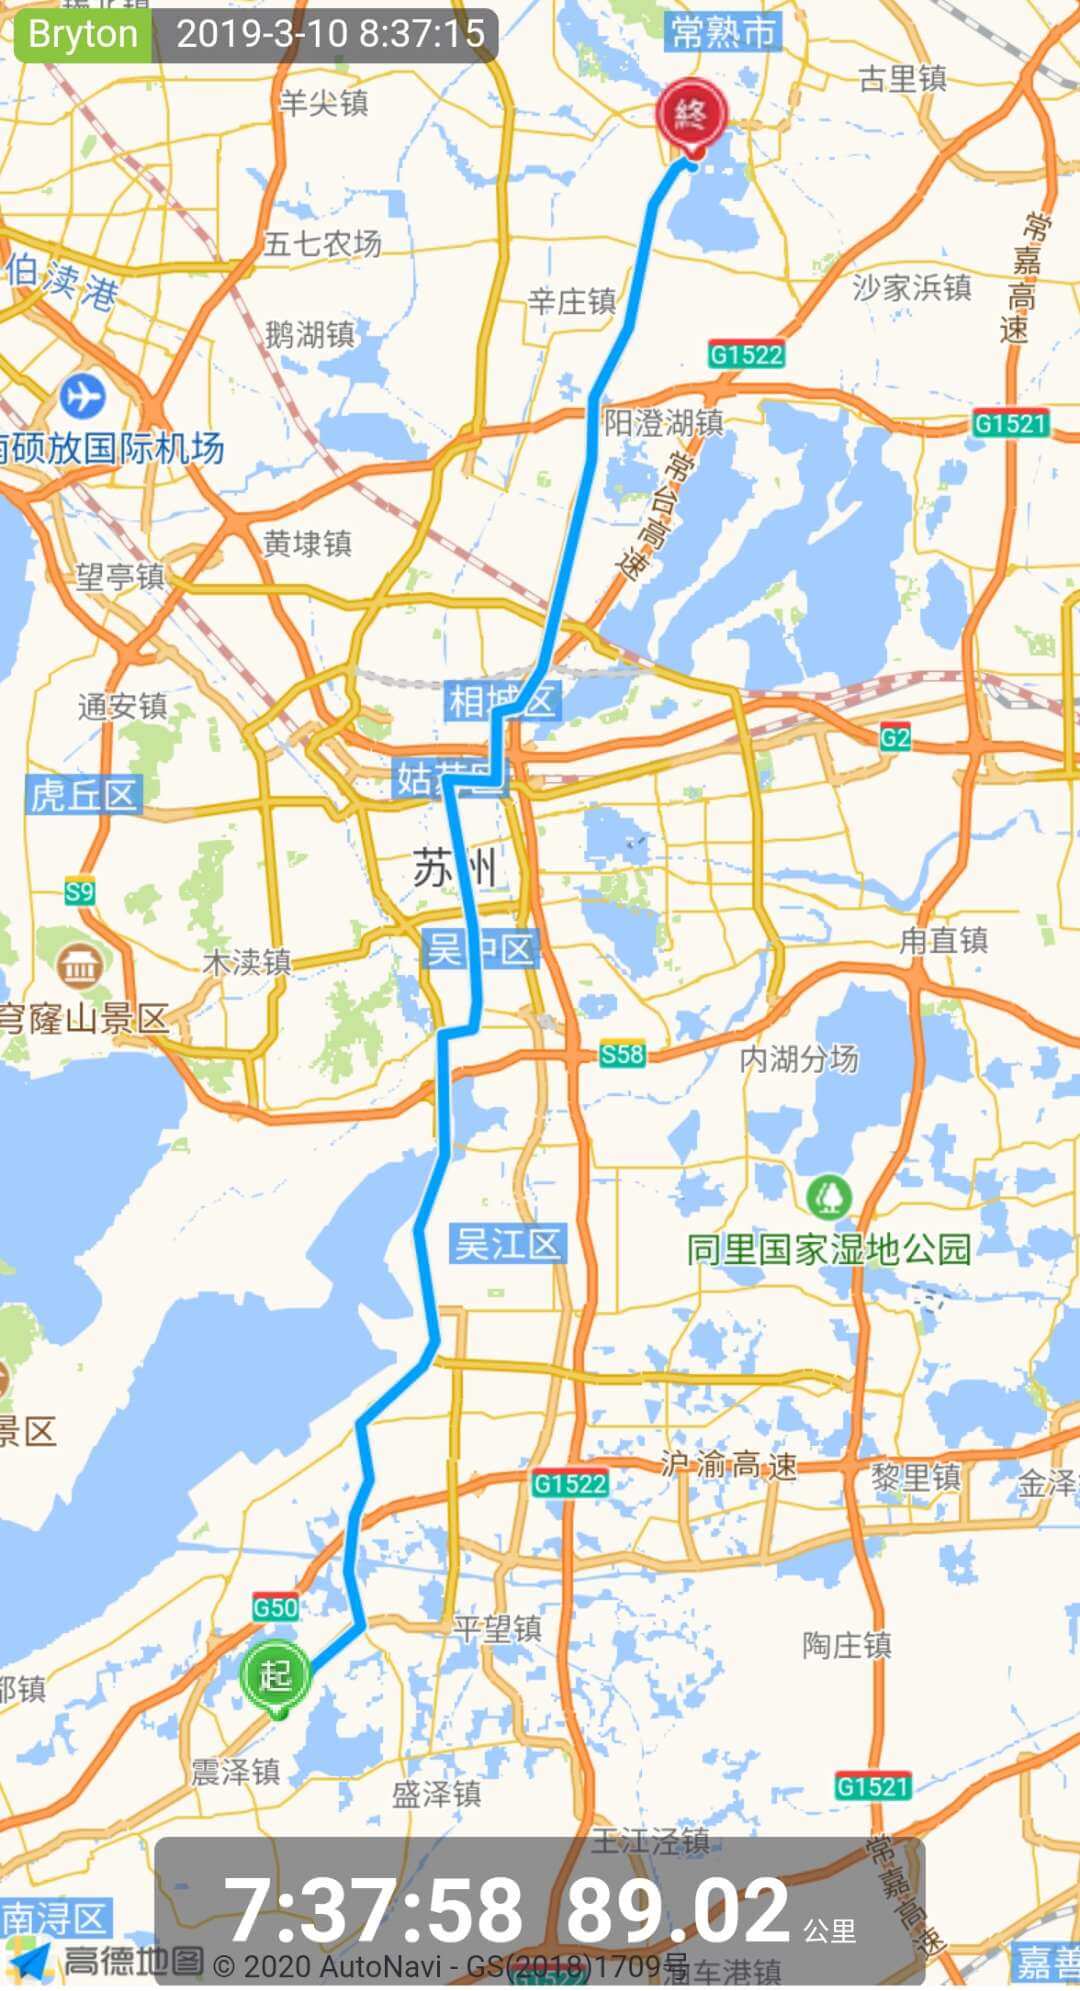 Bryton 2019-3-10 8:37:15
常熟市
終
古里镇
羊尖镇
五七农场
常嘉高速
伯渎港
沙家浜镇
辛庄镇
鹅湖镇
G1522
阳澄湖镇
G1521
硕放国际机场
常台高速
黄埭镇
望亭镇
相城区
通安镇
G2
虎丘区
苏州
S9
甪直镇
吴中区
木渎镇
穹窿山景区
S58
内湖分场
吴江区
同里国家湿地公园
景区
沪渝高速
G1522
黎里镇
金泽
G50
平望镇
陶庄镇
起
震泽镇
盛泽镇
G1521
王江泾镇
常嘉高速
7:37:58 89.02 公里
南浔区
嘉善
高德地图 © 2020 AutoNavi - GS(2018)1709号
G1522